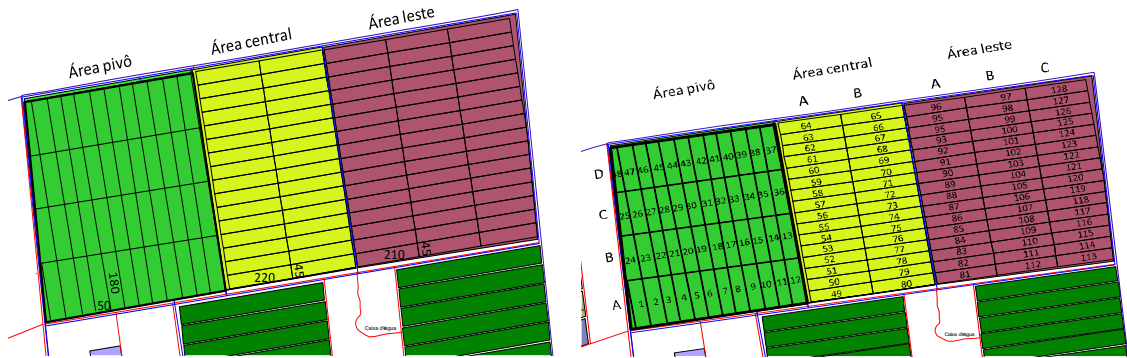 Área pivô
Área central
Área leste
180
50
220
45
210
45
Caixa d'água
Área pivô
Área central
Área leste
A B
A B C
D 48 47 46 45 44 43 42 41 40 39 38 37
C 25 26 27 28 29 30 31 32 33 34 35 36
B 24 23 22 21 20 19 18 17 16 15 14 13
A 1 2 3 4 5 6 7 8 9 10 11 12
64 65
63 66
62 67
61 68
60 69
59 70
58 71
57 72
56 73
55 74
54 75
53 76
52 77
51 78
50 79
49 80
96 97 128
95 98 127
95 99 126
93 100 125
92 101 124
91 102 123
90 103 122
89 104 121
88 105 120
87 106 119
86 107 118
85 108 117
84 109 116
83 110 115
82 111 114
81 112 113
Caixa d'água